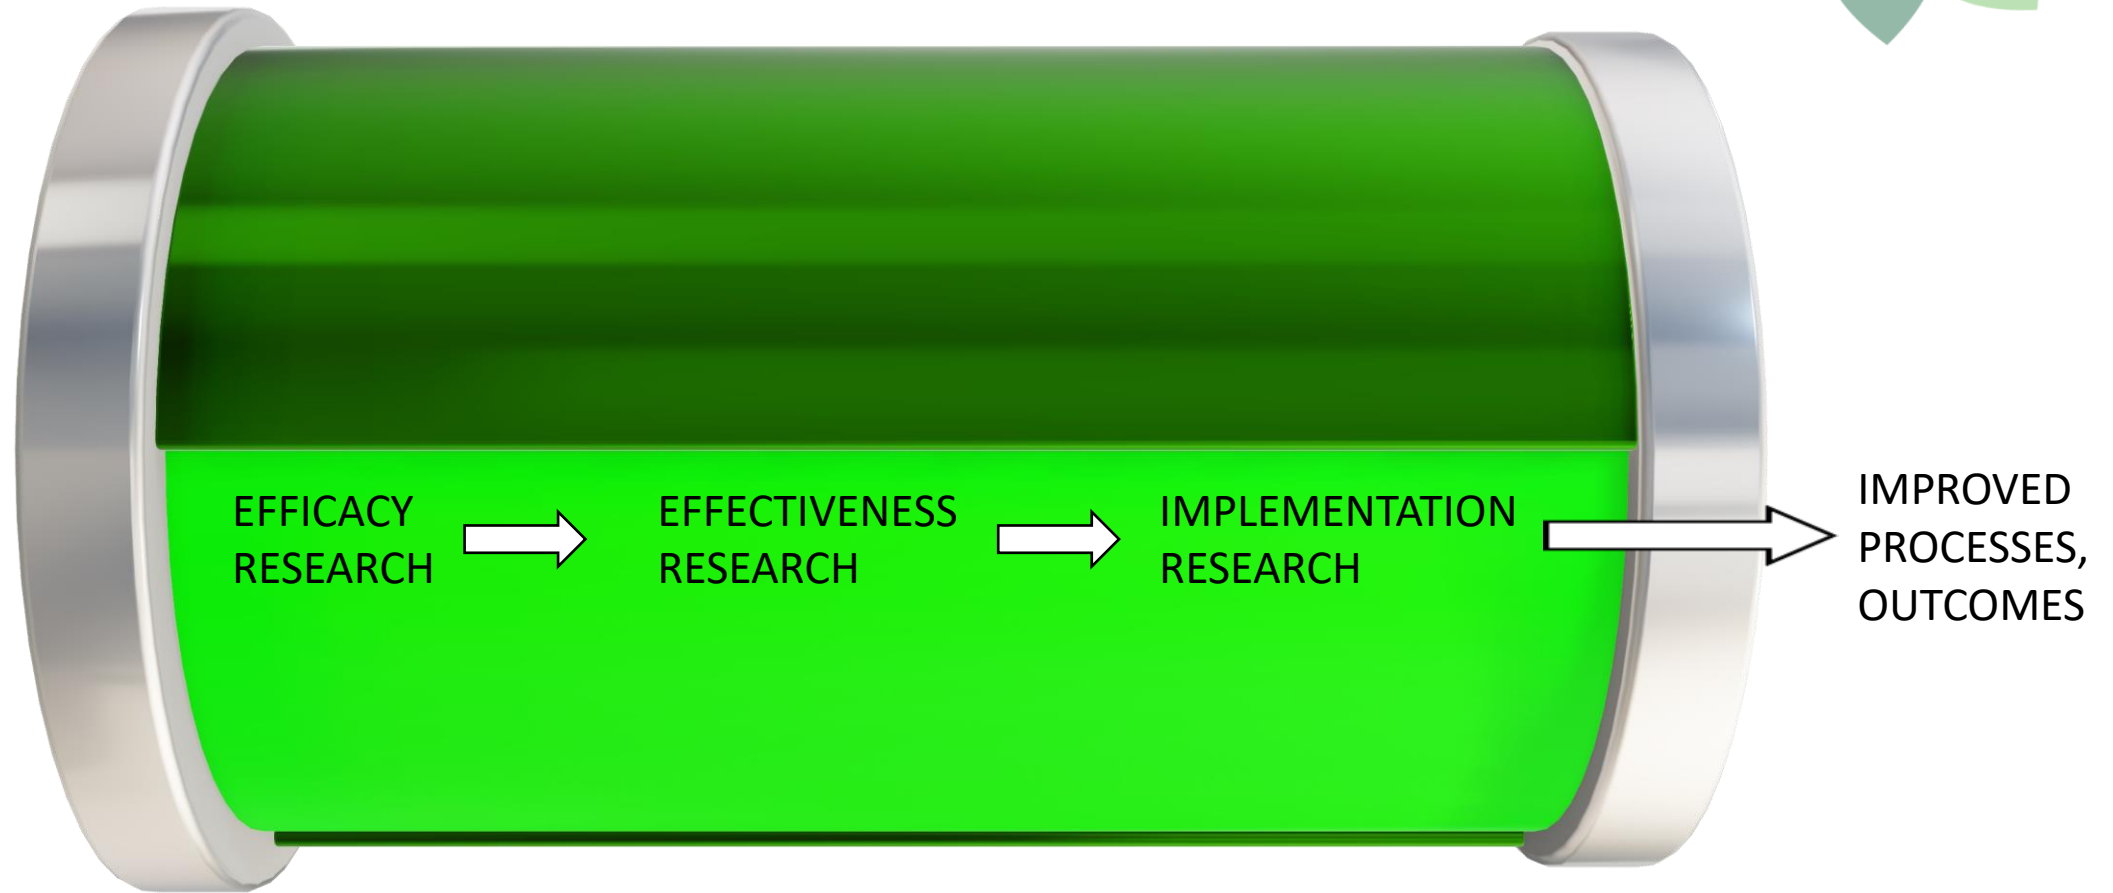 EFFICACY
RESEARCH
EFFECTIVENESS
RESEARCH
IMPLEMENTATION
RESEARCH
IMPROVED
PROCESSES,
OUTCOMES